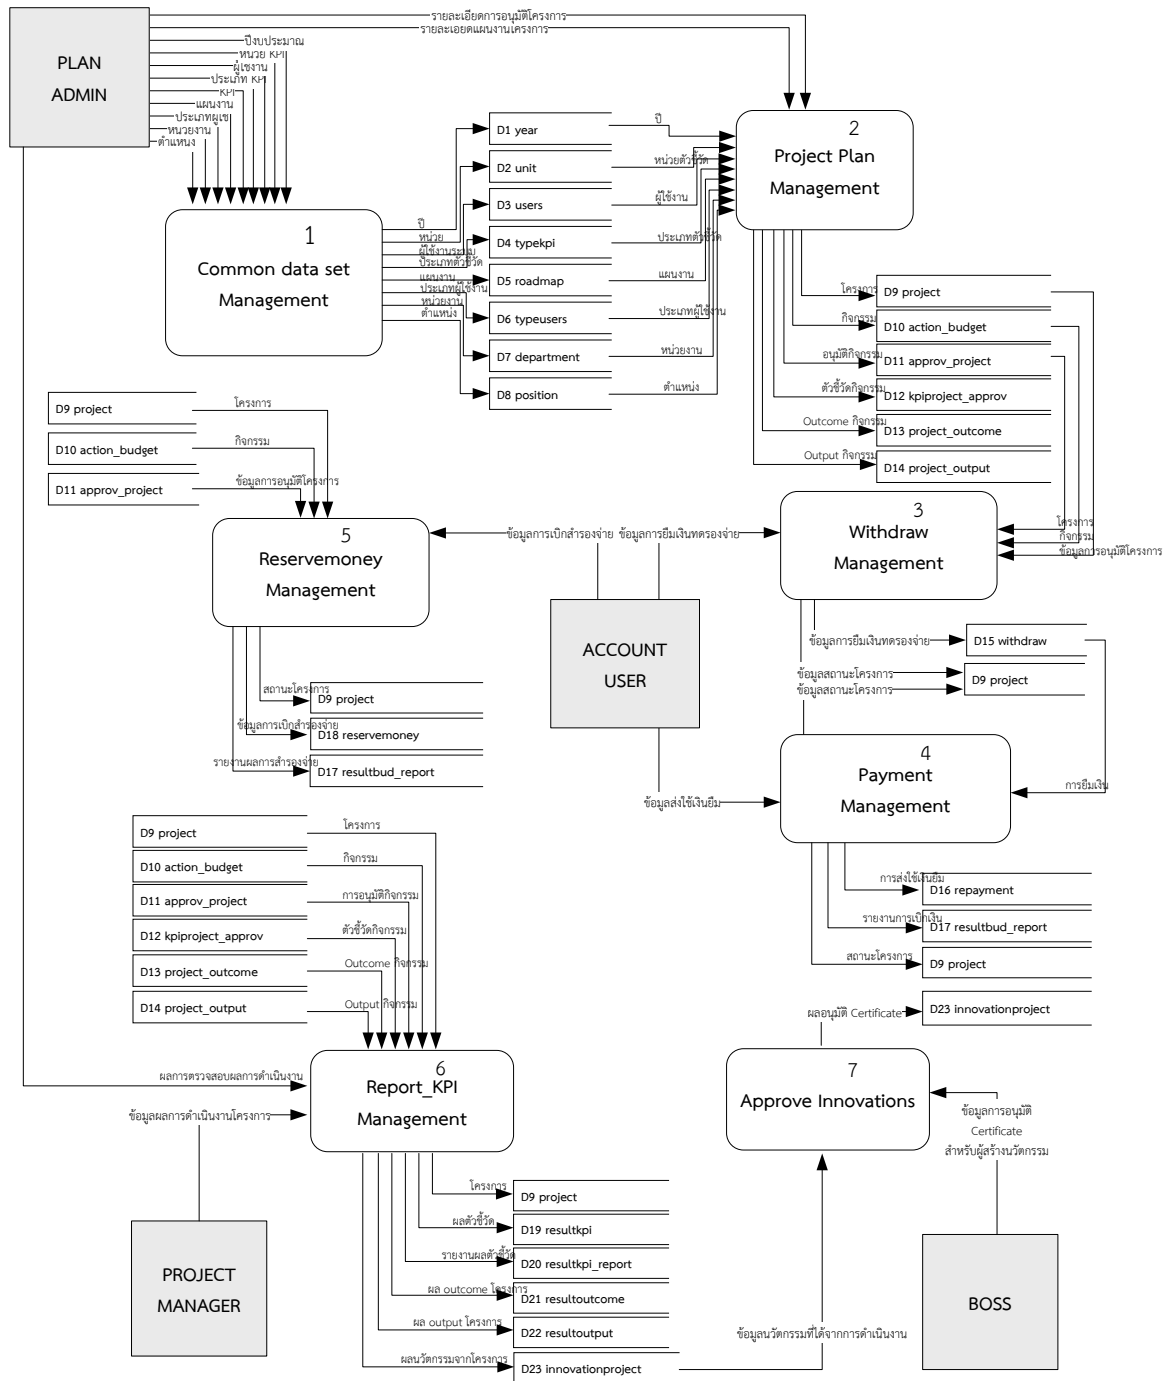 PLAN
ADMIN
รายละเอียดการอนุมัติโครงการ
รายละเอียดแผนงานโครงการ
ปีงบประมาณ
หน่วย KPI
ผู้ใช้งาน
ประเภท KPI
KPI
แผนงาน
ประเภทผู้ใช้
หน่วยงาน
ตำแหน่ง
1
Common data set
Management
ปี
หน่วย
ผู้ใช้งานระบบ
ประเภทตัวชี้วัด
แผนงาน
ประเภทผู้ใช้งาน
หน่วยงาน
ตำแหน่ง
D1 year
D2 unit
D3 users
D4 typekpi
D5 roadmap
D6 typeusers
D7 department
D8 position
ปี
หน่วยตัวชี้วัด
ผู้ใช้งาน
ประเภทตัวชี้วัด
แผนงาน
ประเภทผู้ใช้งาน
หน่วยงาน
ตำแหน่ง
2
Project Plan
Management
โครงการ
กิจกรรม
อนุมัติกิจกรรม
ตัวชี้วัดกิจกรรม
Outcome กิจกรรม
Output กิจกรรม
D9 project
D10 action_budget
D11 approv_project
D12 kpiproject_approv
D13 project_outcome
D14 project_output
D9 project
D10 action_budget
D11 approv_project
โครงการ
กิจกรรม
ข้อมูลการอนุมัติโครงการ
5
Reservemoney
Management
ข้อมูลการเบิกสำรองจ่าย
ข้อมูลการยืมเงินทดรองจ่าย
3
Withdraw
Management
โครงการ
กิจกรรม
ข้อมูลการอนุมัติโครงการ
ACCOUNT
USER
ข้อมูลการยืมเงินทดรองจ่าย
D15 withdraw
ข้อมูลสถานะโครงการ
ข้อมูลสถานะโครงการ
D9 project
สถานะโครงการ
D9 project
ข้อมูลการเบิกสำรองจ่าย
D18 reservemoney
รายงานผลการสำรองจ่าย
D17 resultbud_report
4
Payment
Management
ข้อมูลส่งใช้เงินยืม
การยืมเงิน
D9 project
D10 action_budget
D11 approv_project
D12 kpiproject_approv
D13 project_outcome
D14 project_output
โครงการ
กิจกรรม
การอนุมัติกิจกรรม
ตัวชี้วัดกิจกรรม
Outcome กิจกรรม
Output กิจกรรม
การส่งใช้เงินยืม
D16 repayment
รายงานการเบิกเงิน
D17 resultbud_report
สถานะโครงการ
D9 project
ผลอนุมัติ Certificate
D23 innovationproject
ผลการตรวจสอบผลการดำเนินงาน
ข้อมูลผลการดำเนินงานโครงการ
6
Report_KPI
Management
7
Approve Innovations
ข้อมูลการอนุมัติ
Certificate
สำหรับผู้สร้างนวัตกรรม
PROJECT
MANAGER
โครงการ
D9 project
ผลตัวชี้วัด
D19 resultkpi
รายงานผลตัวชี้วัด
D20 resultkpi_report
ผล outcome โครงการ
D21 resultoutcome
ผล output โครงการ
D22 resultoutput
ผลนวัตกรรมจากโครงการ
D23 innovationproject
ข้อมูลนวัตกรรมที่ได้จากการดำเนินงาน
BOSS